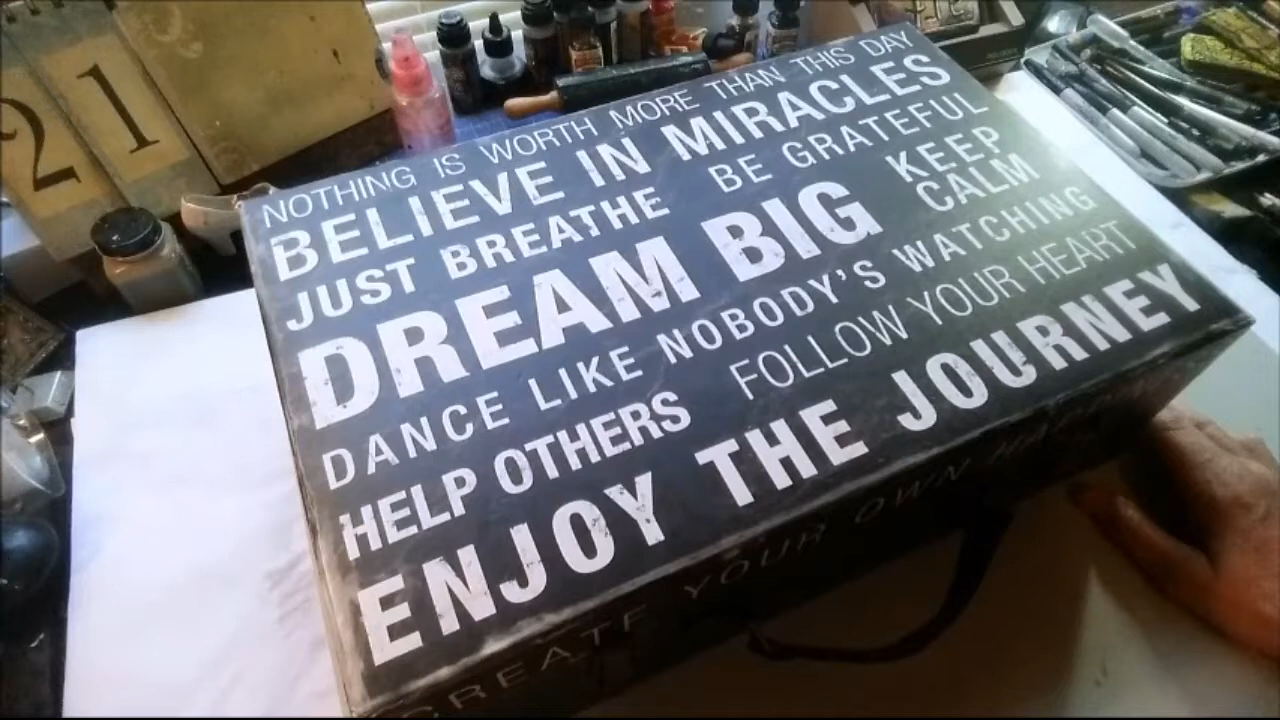 21
NOTHING IS WORTH MORE THAN THIS DAY
BELIEVE IN MIRACLES
JUST BREATHE BE GRATEFUL
DREAM BIG KEEP CALM
DANCE LIKE NOBODY'S WATCHING
HELP OTHERS FOLLOW YOUR HEART
ENJOY THE JOURNEY
CREATE YOUR OWN